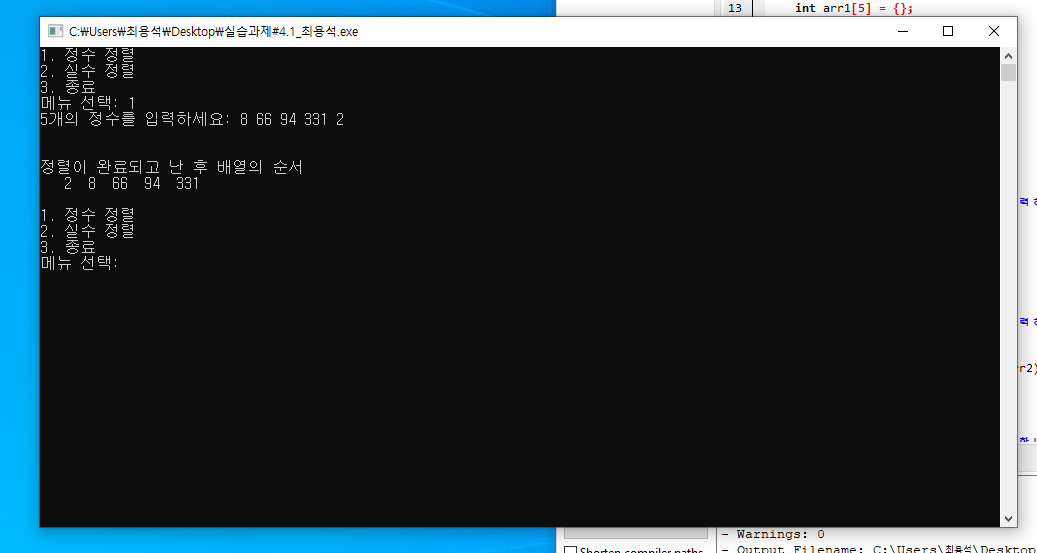 13 int arr1[5] = {};
C:₩Users₩최용석₩Desktop₩실습과제#4.1_최용석.exe
1. 정수 정렬
2. 실수 정렬
3. 종료
메뉴 선택: 1
5개의 정수를 입력하세요: 8 66 94 331 2
정렬이 완료되고 난 후 배열의 순서
2 8 66 94 331
1. 정수 정렬
2. 실수 정렬
3. 종료
메뉴 선택:
력
력
r2)
- Warnings: 0
Shorten compiler paths
- Output Filename: C:\Users\최용석\Desktop